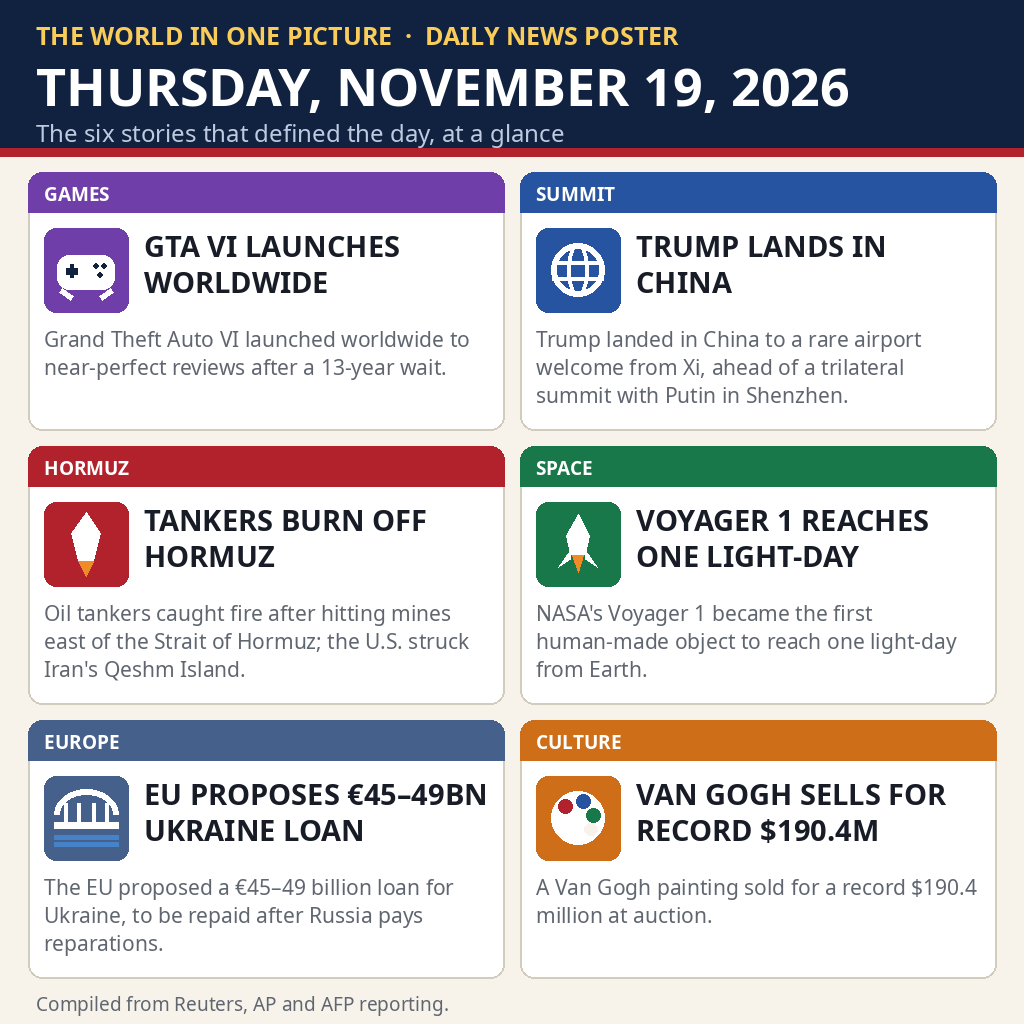 THE WORLD IN ONE PICTURE · DAILY NEWS POSTER
THURSDAY, NOVEMBER 19, 2026
The six stories that defined the day, at a glance
GAMES
GTA VI LAUNCHES
WORLDWIDE
Grand Theft Auto VI launched worldwide to
near-perfect reviews after a 13-year wait.
SUMMIT
TRUMP LANDS IN
CHINA
Trump landed in China to a rare airport
welcome from Xi, ahead of a trilateral
summit with Putin in Shenzhen.
HORMUZ
TANKERS BURN OFF
HORMUZ
Oil tankers caught fire after hitting mines
east of the Strait of Hormuz; the U.S. struck
Iran's Qeshm Island.
SPACE
VOYAGER 1 REACHES
ONE LIGHT-DAY
NASA's Voyager 1 became the first
human-made object to reach one light-day
from Earth.
EUROPE
EU PROPOSES €45–49BN
UKRAINE LOAN
The EU proposed a €45–49 billion loan for
Ukraine, to be repaid after Russia pays
reparations.
CULTURE
VAN GOGH SELLS FOR
RECORD $190.4M
A Van Gogh painting sold for a record $190.4
million at auction.
Compiled from Reuters, AP and AFP reporting.